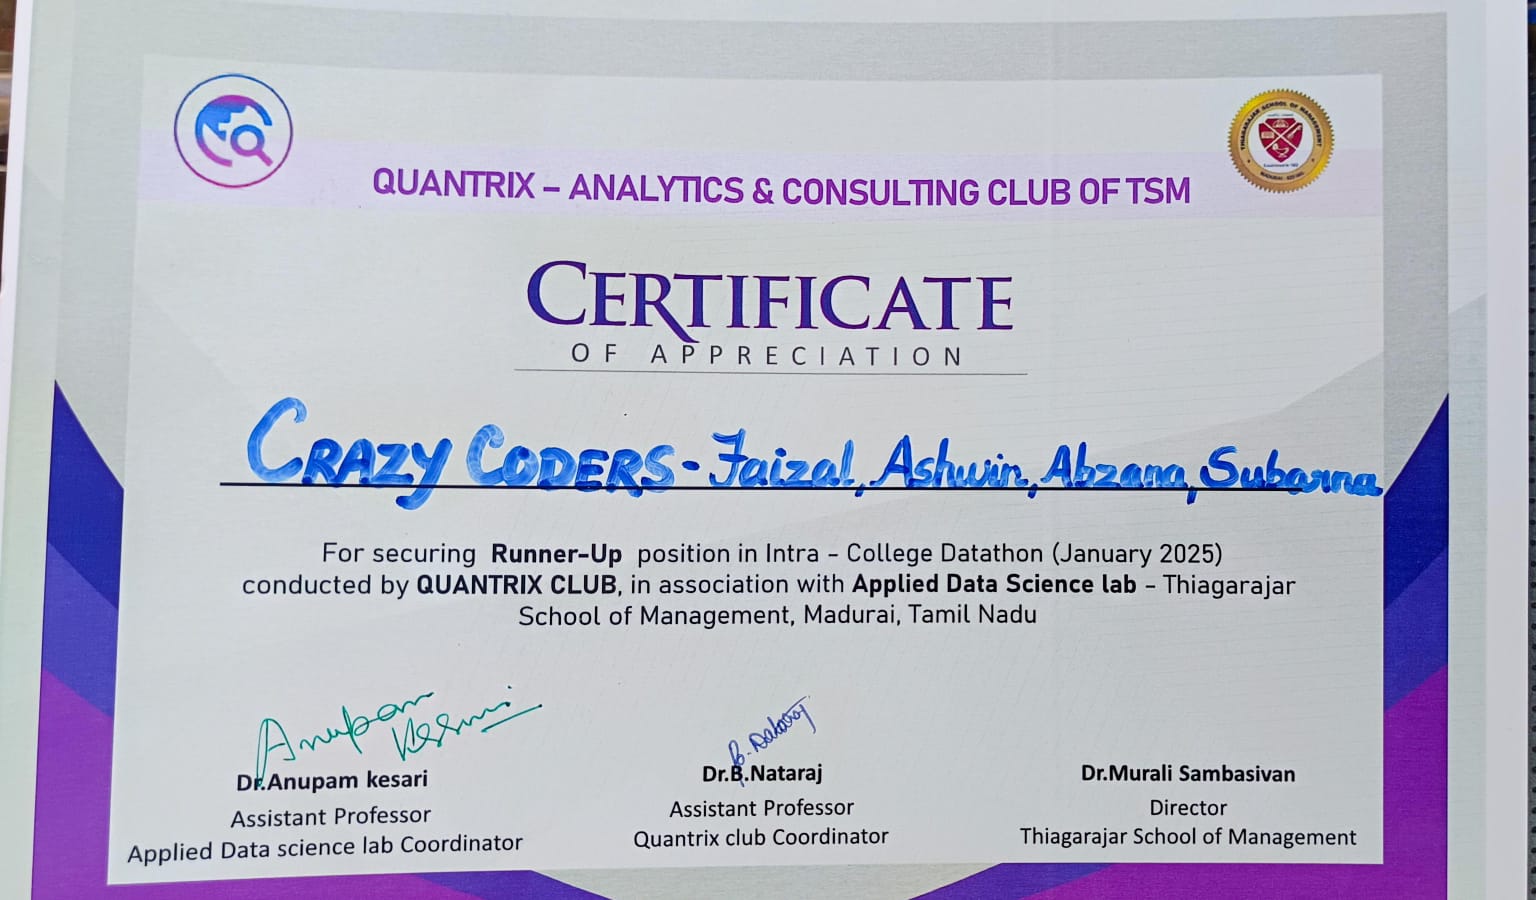 QUANTRIX – ANALYTICS & CONSULTING CLUB OF TSM
THIAGARAJAR SCHOOL OF MANAGEMENT
MADURAI
CERTIFICATE
OF APPRECIATION
CRAZY CODERS - Faizal, Ashwin, Abzana, Subarna
For securing Runner-Up position in Intra - College Datathon (January 2025)
conducted by QUANTRIX CLUB, in association with Applied Data Science lab - Thiagarajar
School of Management, Madurai, Tamil Nadu
Anupam
Kesari
Dr.Anupam kesari
Assistant Professor
Applied Data science lab Coordinator
Dr.B.Nataraj
Assistant Professor
Quantrix club Coordinator
Dr.Murali Sambasivan
Director
Thiagarajar School of Management